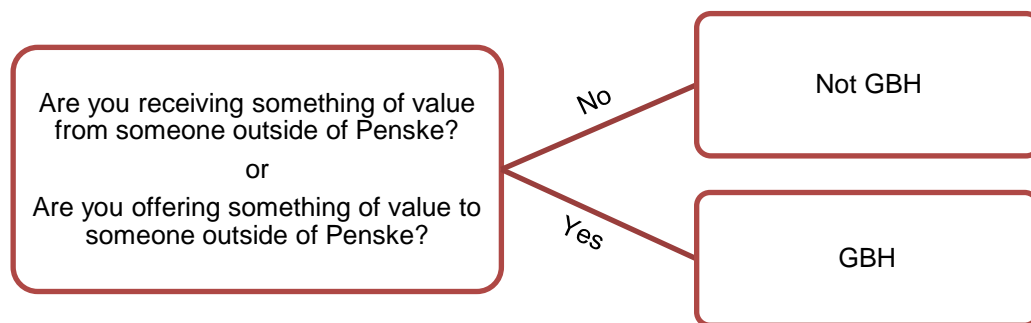 Are you receiving something of value
from someone outside of Penske?
or
Are you offering something of value to
someone outside of Penske?
No
Not GBH
Yes
GBH